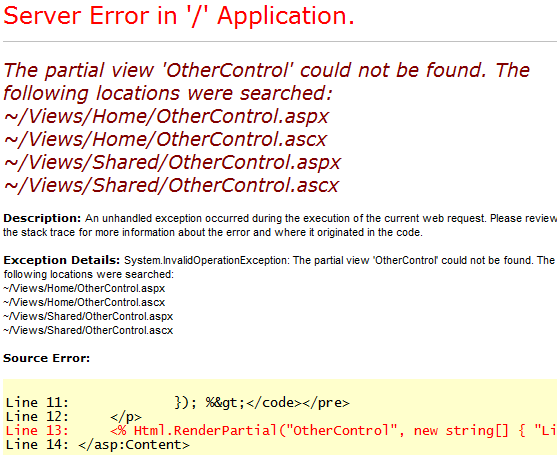 Server Error in '/' Application.
The partial view 'OtherControl' could not be found. The
following locations were searched:
~/Views/Home/OtherControl.aspx
~/Views/Home/OtherControl.ascx
~/Views/Shared/OtherControl.aspx
~/Views/Shared/OtherControl.ascx
Description: An unhandled exception occurred during the execution of the current web request. Please review
the stack trace for more information about the error and where it originated in the code.
Exception Details: System.InvalidOperationException: The partial view 'OtherControl' could not be found. The
following locations were searched:
~/Views/Home/OtherControl.aspx
~/Views/Home/OtherControl.ascx
~/Views/Shared/OtherControl.aspx
~/Views/Shared/OtherControl.ascx
Source Error:
Line 11:             }); %&gt;</code></pre>
Line 12:     </p>
Line 13:     <% Html.RenderPartial("OtherControl", new string[] { "Li
Line 14: </asp:Content>